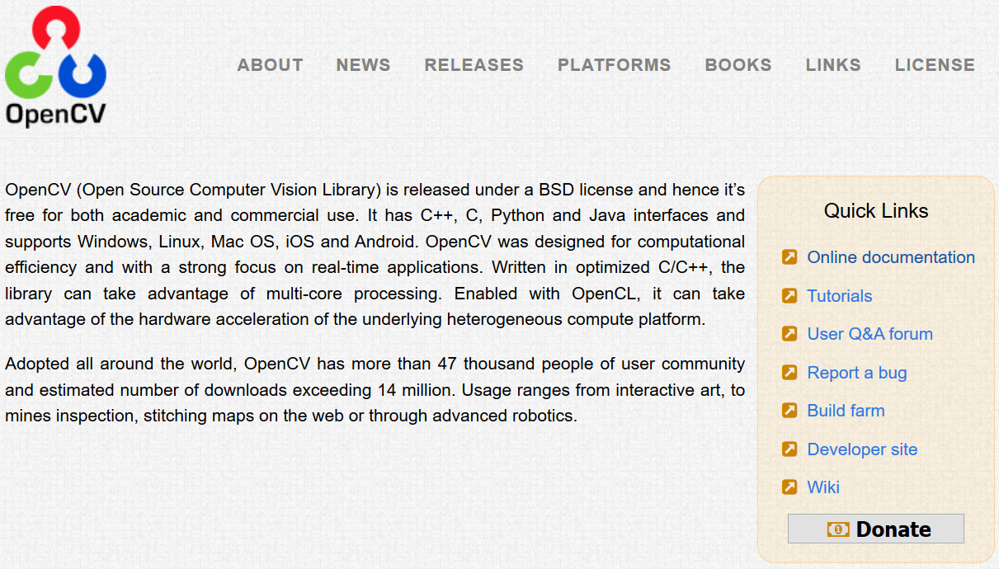 OpenCV
ABOUT NEWS RELEASES PLATFORMS BOOKS LINKS LICENSE
OpenCV (Open Source Computer Vision Library) is released under a BSD license and hence it’s
free for both academic and commercial use. It has C++, C, Python and Java interfaces and
supports Windows, Linux, Mac OS, iOS and Android. OpenCV was designed for computational
efficiency and with a strong focus on real-time applications. Written in optimized C/C++, the
library can take advantage of multi-core processing. Enabled with OpenCL, it can take
advantage of the hardware acceleration of the underlying heterogeneous compute platform.
Adopted all around the world, OpenCV has more than 47 thousand people of user community
and estimated number of downloads exceeding 14 million. Usage ranges from interactive art, to
mines inspection, stitching maps on the web or through advanced robotics.
Quick Links
Online documentation
Tutorials
User Q&A forum
Report a bug
Build farm
Developer site
Wiki
Donate